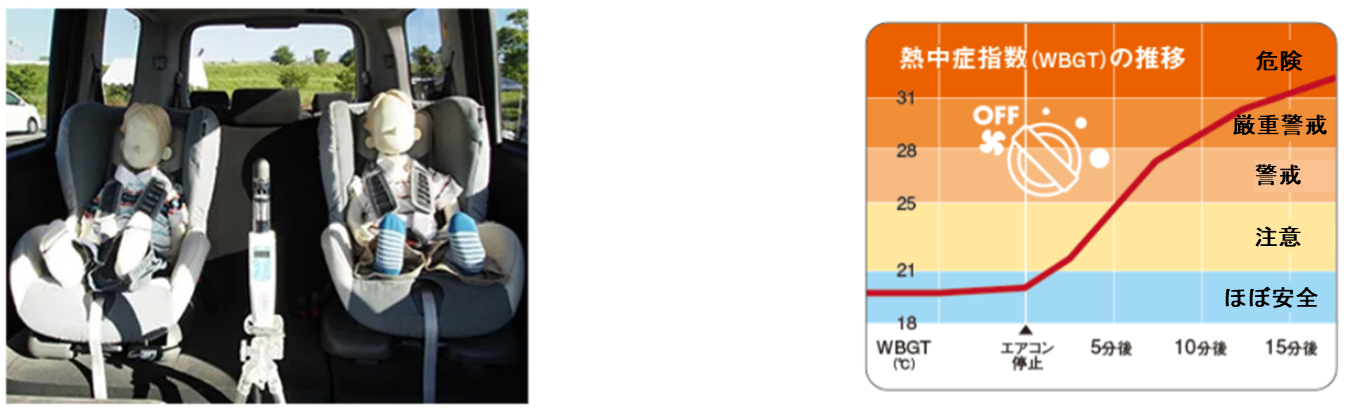 熱中症指数(WBGT)の推移
危険
31
OFF
厳重警戒
28
警戒
25
注意
21
ほぼ安全
18
WBGT
(℃)
エアコン
停止
5分後
10分後
15分後